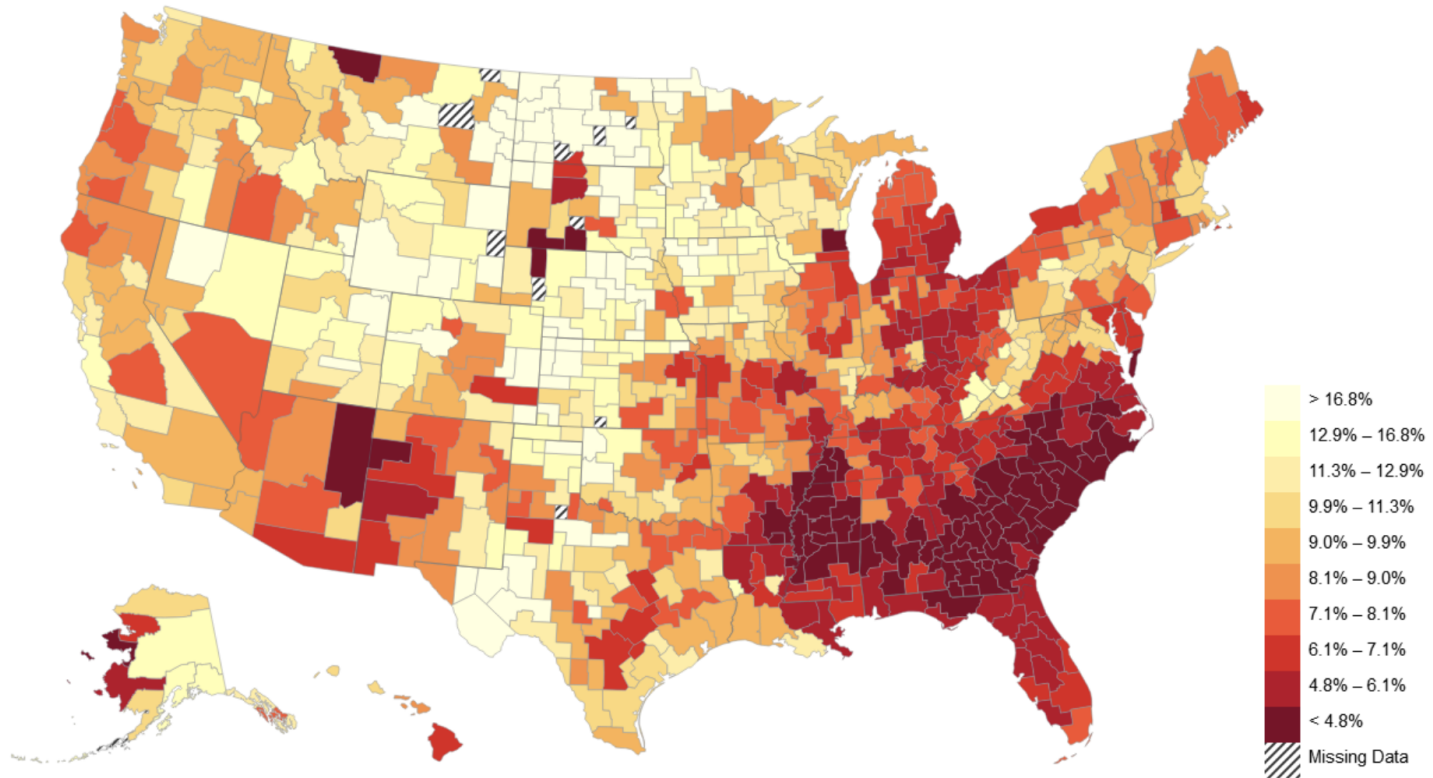 > 16.8%
12.9% – 16.8%
11.3% – 12.9%
9.9% – 11.3%
9.0% – 9.9%
8.1% – 9.0%
7.1% – 8.1%
6.1% – 7.1%
4.8% – 6.1%
< 4.8%
Missing Data